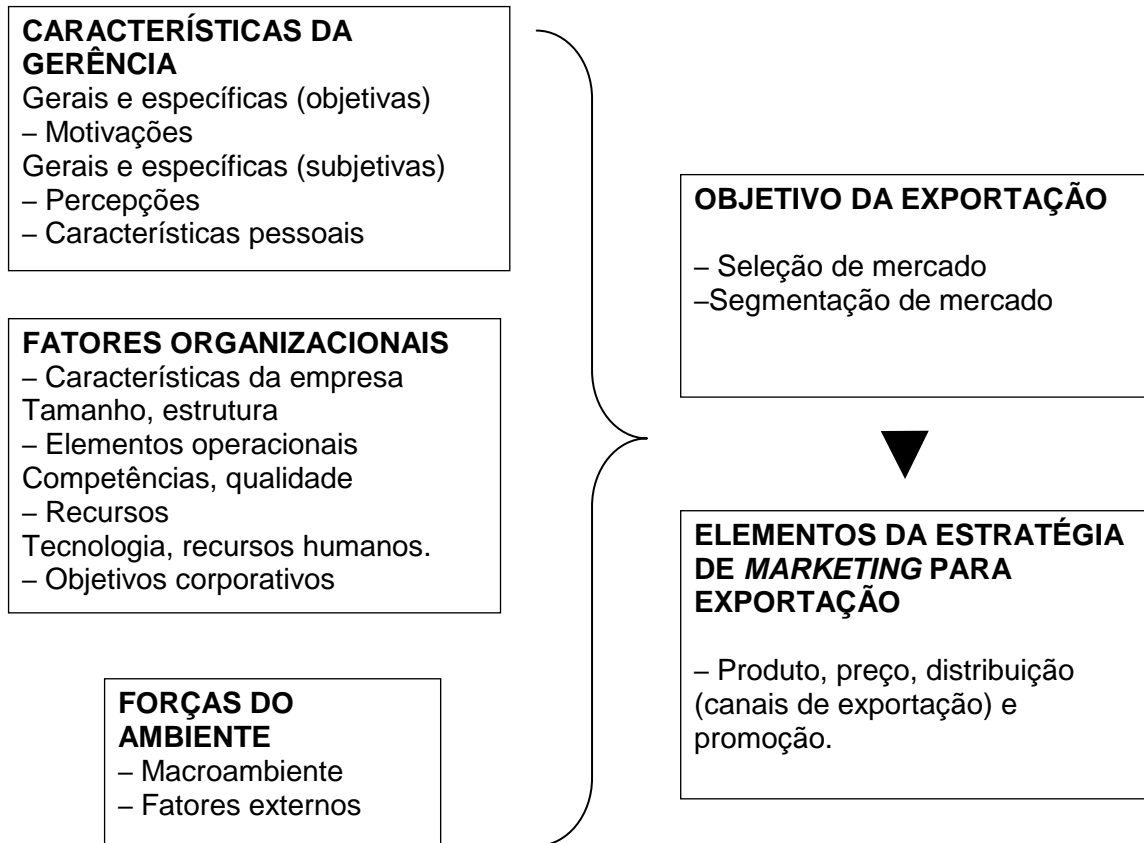 CARACTERÍSTICAS DA
GERÊNCIA
Gerais e específicas (objetivas)
– Motivações
Gerais e específicas (subjetivas)
– Percepções
– Características pessoais
FATORES ORGANIZACIONAIS
– Características da empresa
Tamanho, estrutura
– Elementos operacionais
Competências, qualidade
– Recursos
Tecnologia, recursos humanos.
– Objetivos corporativos
FORÇAS DO
AMBIENTE
– Macroambiente
– Fatores externos
OBJETIVO DA EXPORTAÇÃO
– Seleção de mercado
–Segmentação de mercado
ELEMENTOS DA ESTRATÉGIA
DE MARKETING PARA
EXPORTAÇÃO
– Produto, preço, distribuição
(canais de exportação) e
promoção.